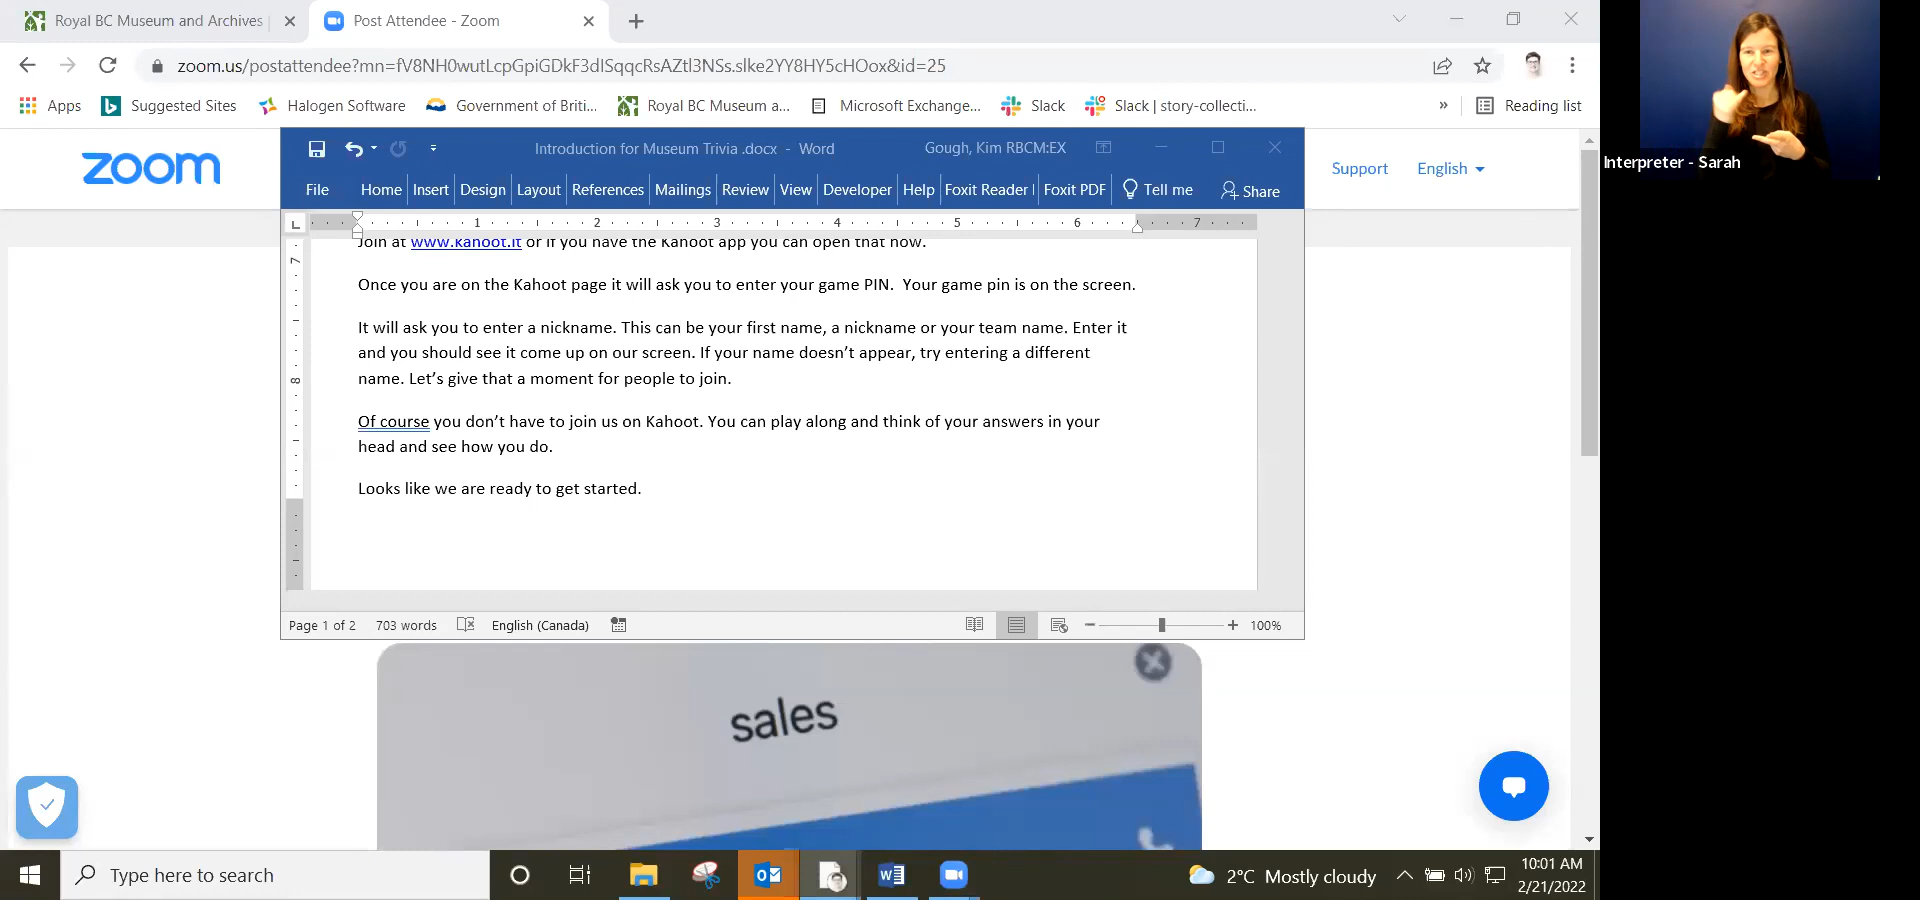 Royal BC Museum and Archives
Post Attendee - Zoom
zoom.us/postattendee?mn=fV8NH0wutLcpGpiGDkF3dISqqcRsAZtl3NSs.slke2YY8HY5cHOox&id=25
Apps
Suggested Sites
Halogen Software
Government of Briti...
Royal BC Museum a...
Microsoft Exchange...
Slack
Slack | story-collecti...
»
Reading list
Interpreter - Sarah
zoom
Support
English
Introduction for Museum Trivia .docx - Word
Gough, Kim RBCM:EX
File
Home
Insert
Design
Layout
References
Mailings
Review
View
Developer
Help
Foxit Reader
Foxit PDF
Tell me
Share
L
1 2 3 4 5 6 7
Join at www.kahoot.it or if you have the Kahoot app you can open that now.
7
Once you are on the Kahoot page it will ask you to enter your game PIN.  Your game pin is on the screen.
It will ask you to enter a nickname. This can be your first name, a nickname or your team name. Enter it
and you should see it come up on our screen. If your name doesn’t appear, try entering a different
8
name. Let’s give that a moment for people to join.
Of course you don’t have to join us on Kahoot. You can play along and think of your answers in your
head and see how you do.
Looks like we are ready to get started.
Page 1 of 2
703 words
English (Canada)
100%
sales
Type here to search
2°C Mostly cloudy
10:01 AM
2/21/2022